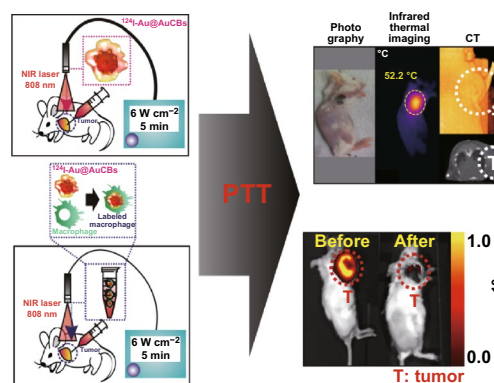 ¹²⁴I-Au@AuCBs
NIR laser
808 nm
Tumor
6 W cm⁻²
5 min
¹²⁴I-Au@AuCBs
Macrophage
Labeled
macrophage
NIR laser
808 nm
Tumor
6 W cm⁻²
5 min
PTT
Photo
graphy
Infrared
thermal
imaging
CT
°C
52.2 °C
T
Before
After
T
T
1.0
S
0.0
T: tumor